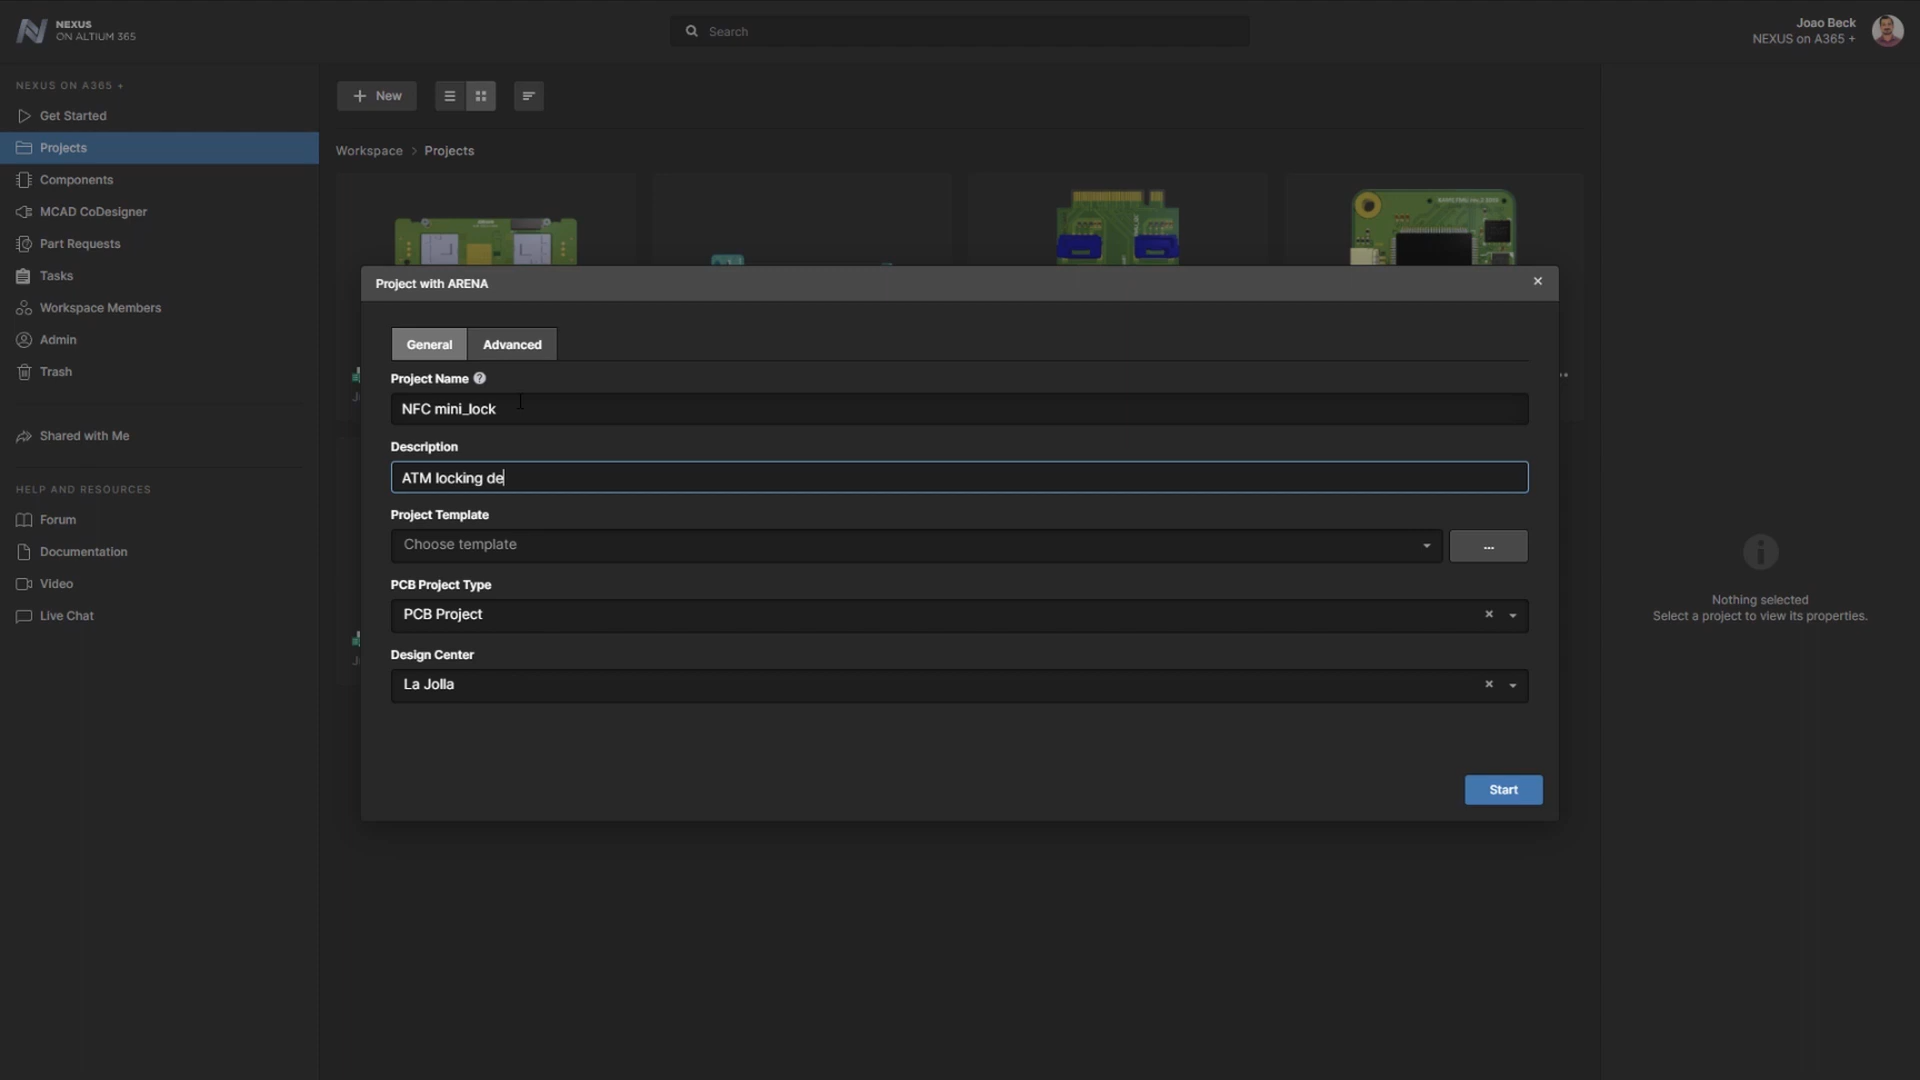 NEXUS
ON ALTIUM 365
Search
Joao Beck
NEXUS on A365 +
NEXUS ON A365 +
Get Started
Projects
Components
MCAD CoDesigner
Part Requests
Tasks
Workspace Members
Admin
Trash
Shared with Me
HELP AND RESOURCES
Forum
Documentation
Video
Live Chat
New
Workspace > Projects
Project with ARENA
General
Advanced
Project Name
NFC mini_lock
Description
ATM locking de
Project Template
Choose template
...
PCB Project Type
PCB Project
Design Center
La Jolla
Start
Nothing selected
Select a project to view its properties.